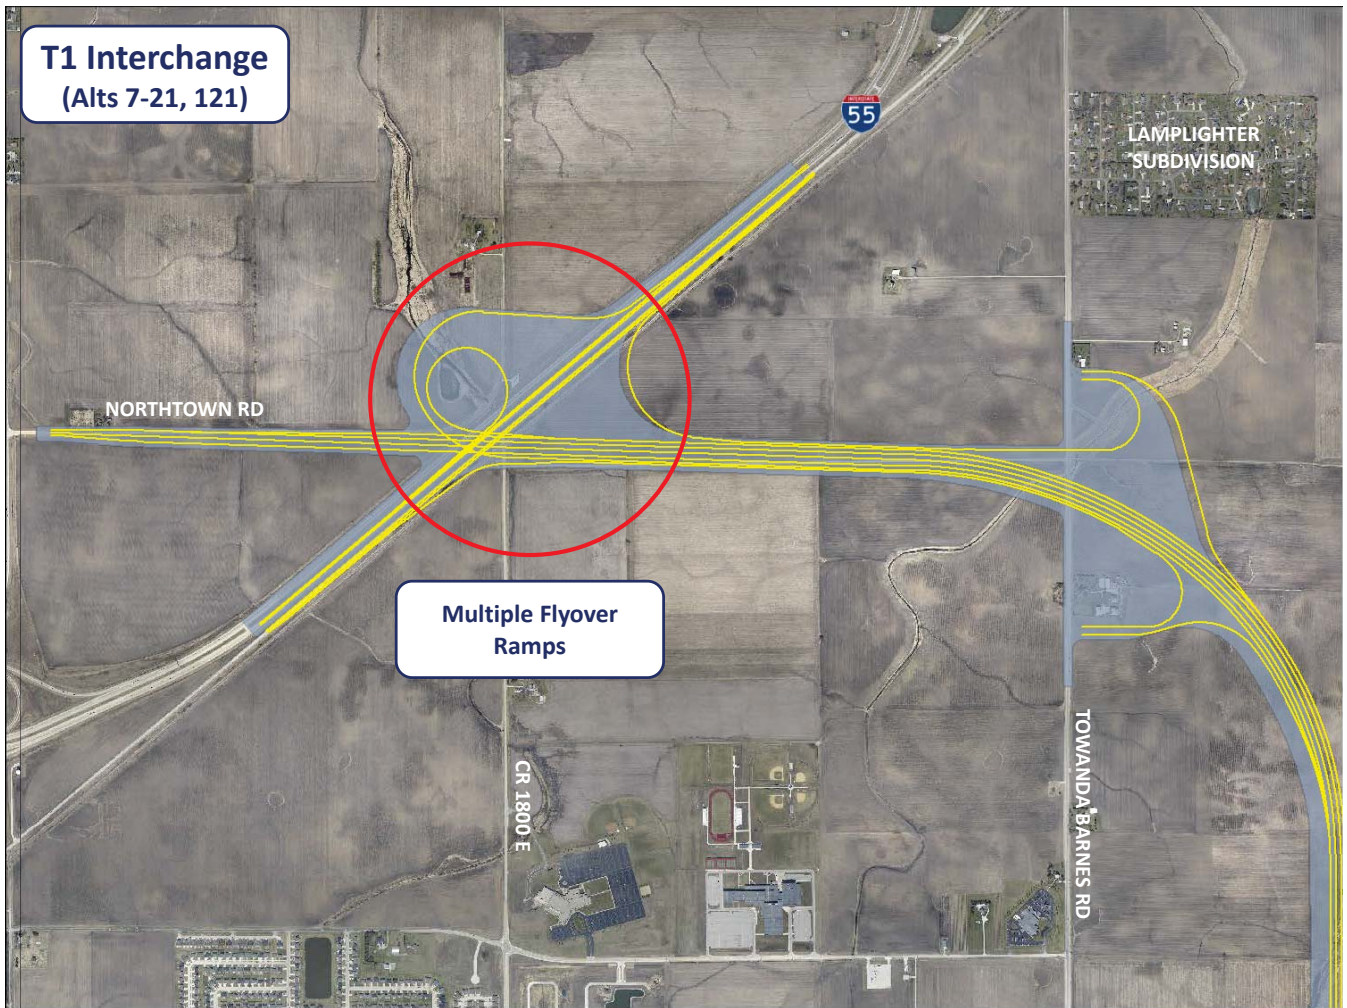 T1 Interchange
(Alts 7-21, 121)
INTERSTATE
55
LAMPLIGHTER
SUBDIVISION
NORTHTOWN RD
Multiple Flyover
Ramps
CR 1800 E
TOWANDA BARNES RD